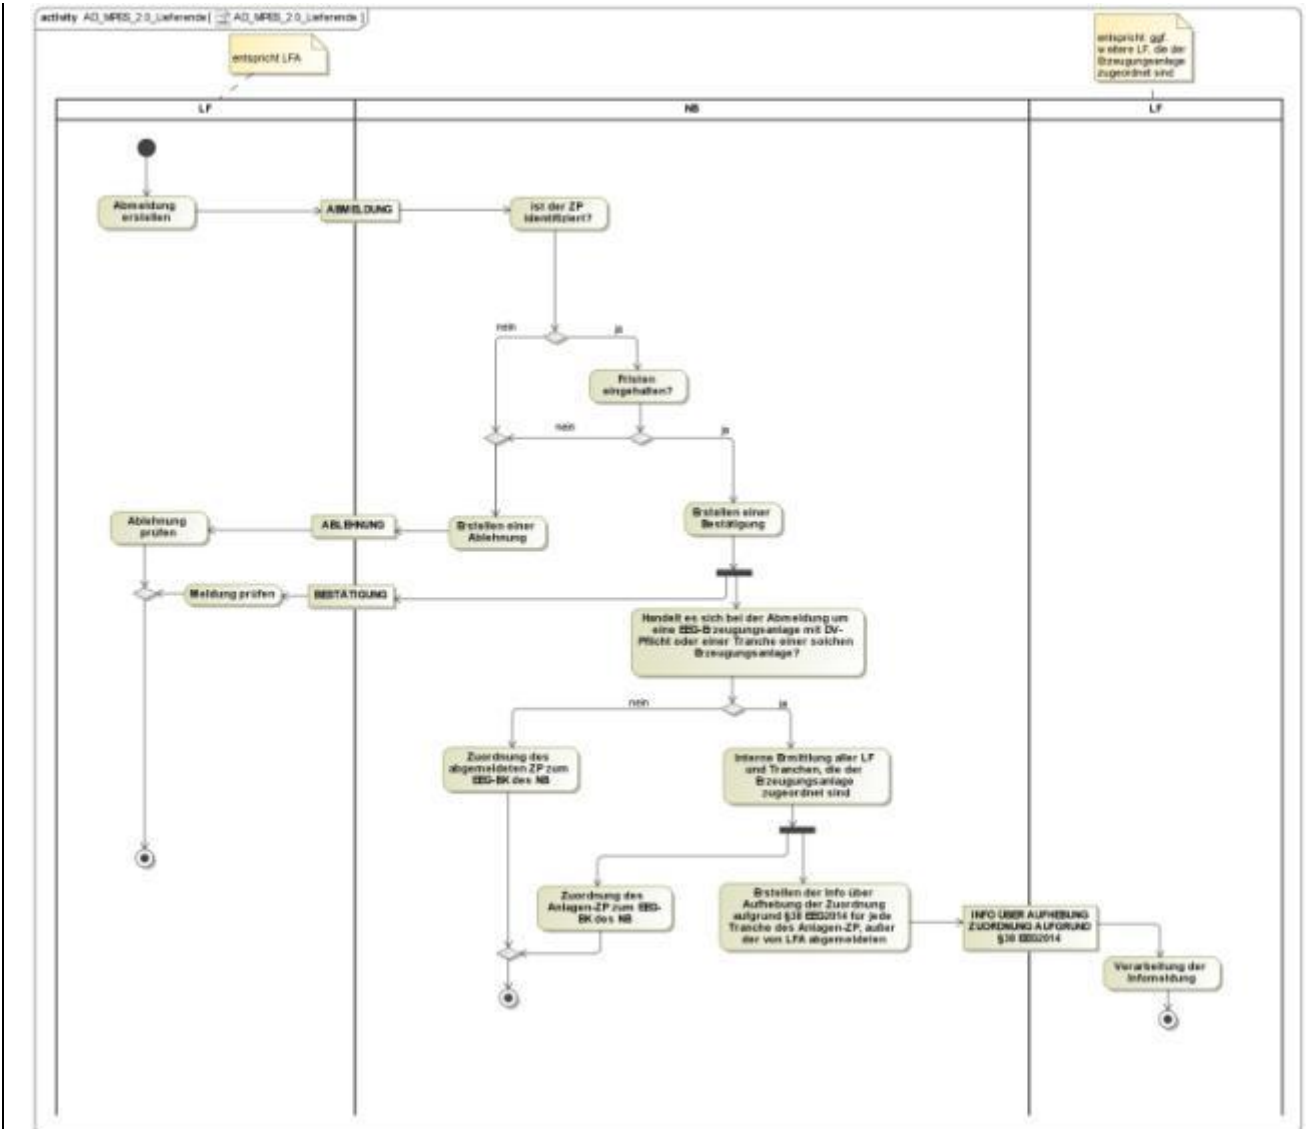 activity AD_MPES_2.0_Lieferende [ AD_MPES_2.0_Lieferende ]
entspricht LFA
entspricht ggf.
weitere LF, die der
Erzeugungsanlage
zugeordnet sind
LF
NB
LF
Abmeldung
erstellen
ABMELDUNG
Ist der ZP
identifiziert?
nein
ja
Fristen
eingehalten?
nein
ja
Ablehnung
prüfen
ABLEHNUNG
Erstellen einer
Ablehnung
Erstellen einer
Bestätigung
Meldung prüfen
BESTÄTIGUNG
Handelt es sich bei der Abmeldung um
eine EEG-Erzeugungsanlage mit DV-
Pflicht oder einer Tranche einer solchen
Erzeugungsanlage?
nein
ja
Zuordnung des
abgemeldeten ZP zum
EEG-BK des NB
Interne Ermittlung aller LF
und Tranchen, die der
Erzeugungsanlage
zugeordnet sind
Zuordnung des
Anlagen-ZP zum EEG-
BK des NB
Erstellen der Info über
Aufhebung der Zuordnung
aufgrund §38 EEG2014 für jede
Tranche des Anlagen-ZP, außer
der von LFA abgemeldeten
INFO ÜBER AUFHEBUNG
ZUORDNUNG AUFGRUND
§38 EEG2014
Verarbeitung der
Infomeldung